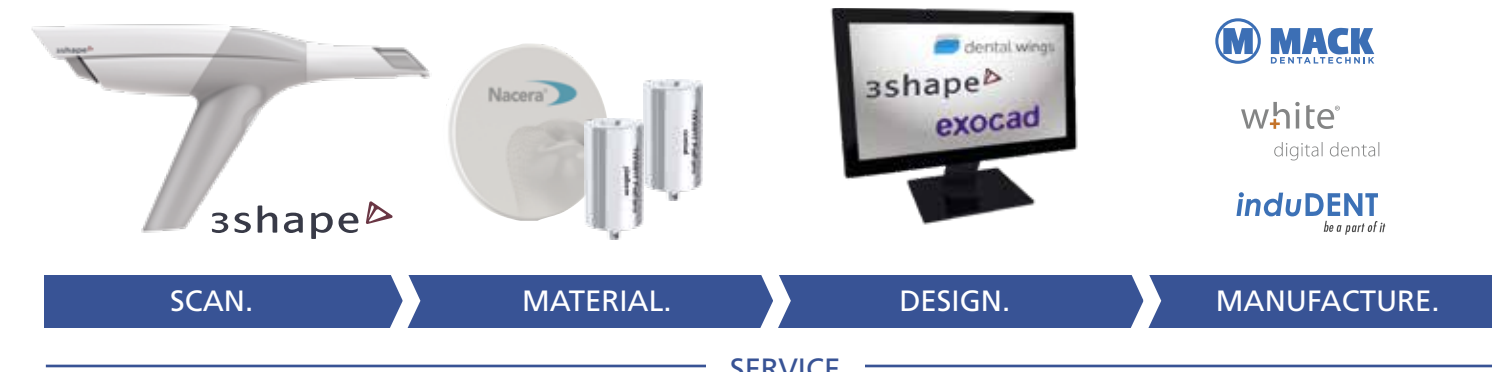 3shape
3shape
Nacera®
dental wings
3shape
exocad
M MACK
DENTALTECHNIK
white®
digital dental
induDENT
be a part of it
SCAN.
MATERIAL.
DESIGN.
MANUFACTURE.
SERVICE